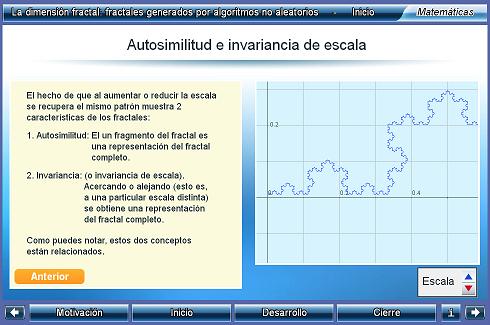 La dimensión fractal: fractales generados por algoritmos no aleatorios - Inicio
Matemáticas
Autosimilitud e invariancia de escala
El hecho de que al aumentar o reducir la escala
se recupera el mismo patrón muestra 2
características de los fractales:
1. Autosimilitud: El un fragmento del fractal es
una representación del fractal
completo.
2. Invariancia: (o invariancia de escala).
Acercando o alejando (esto es,
a una particular escala distinta)
se obtiene una representación
del fractal completo.
Como puedes notar, estos dos conceptos
están relacionados.
Anterior
0.2
0.4
Escala
Motivación
Inicio
Desarrollo
Cierre
i